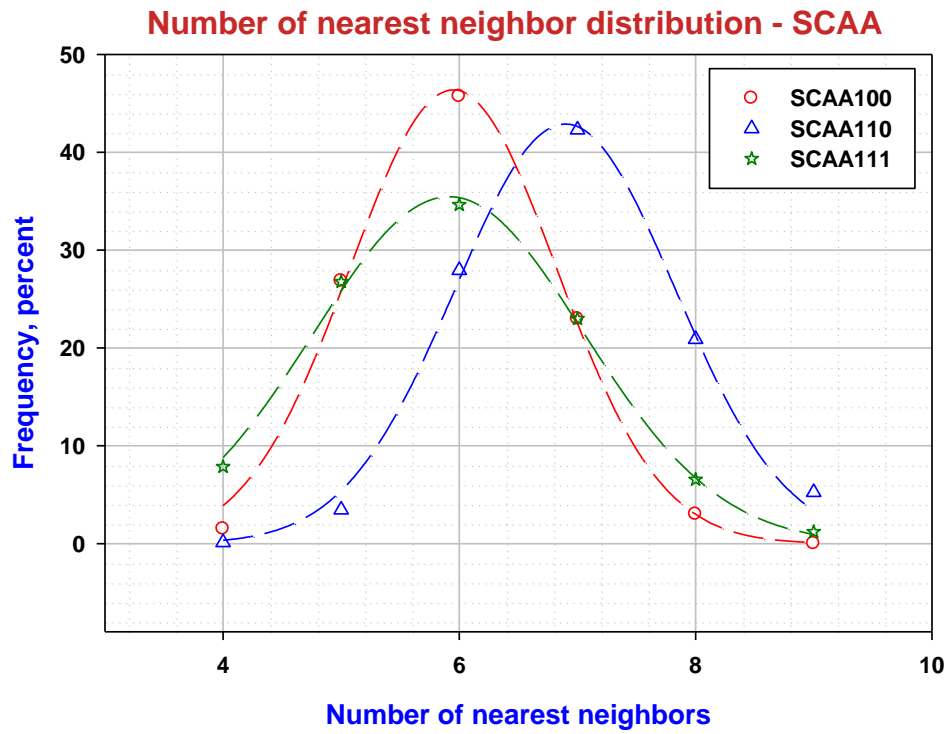 Number of nearest neighbor distribution - SCAA
50
40
30
20
10
0
Frequency, percent
SCAA100
SCAA110
SCAA111
4 6 8 10
Number of nearest neighbors